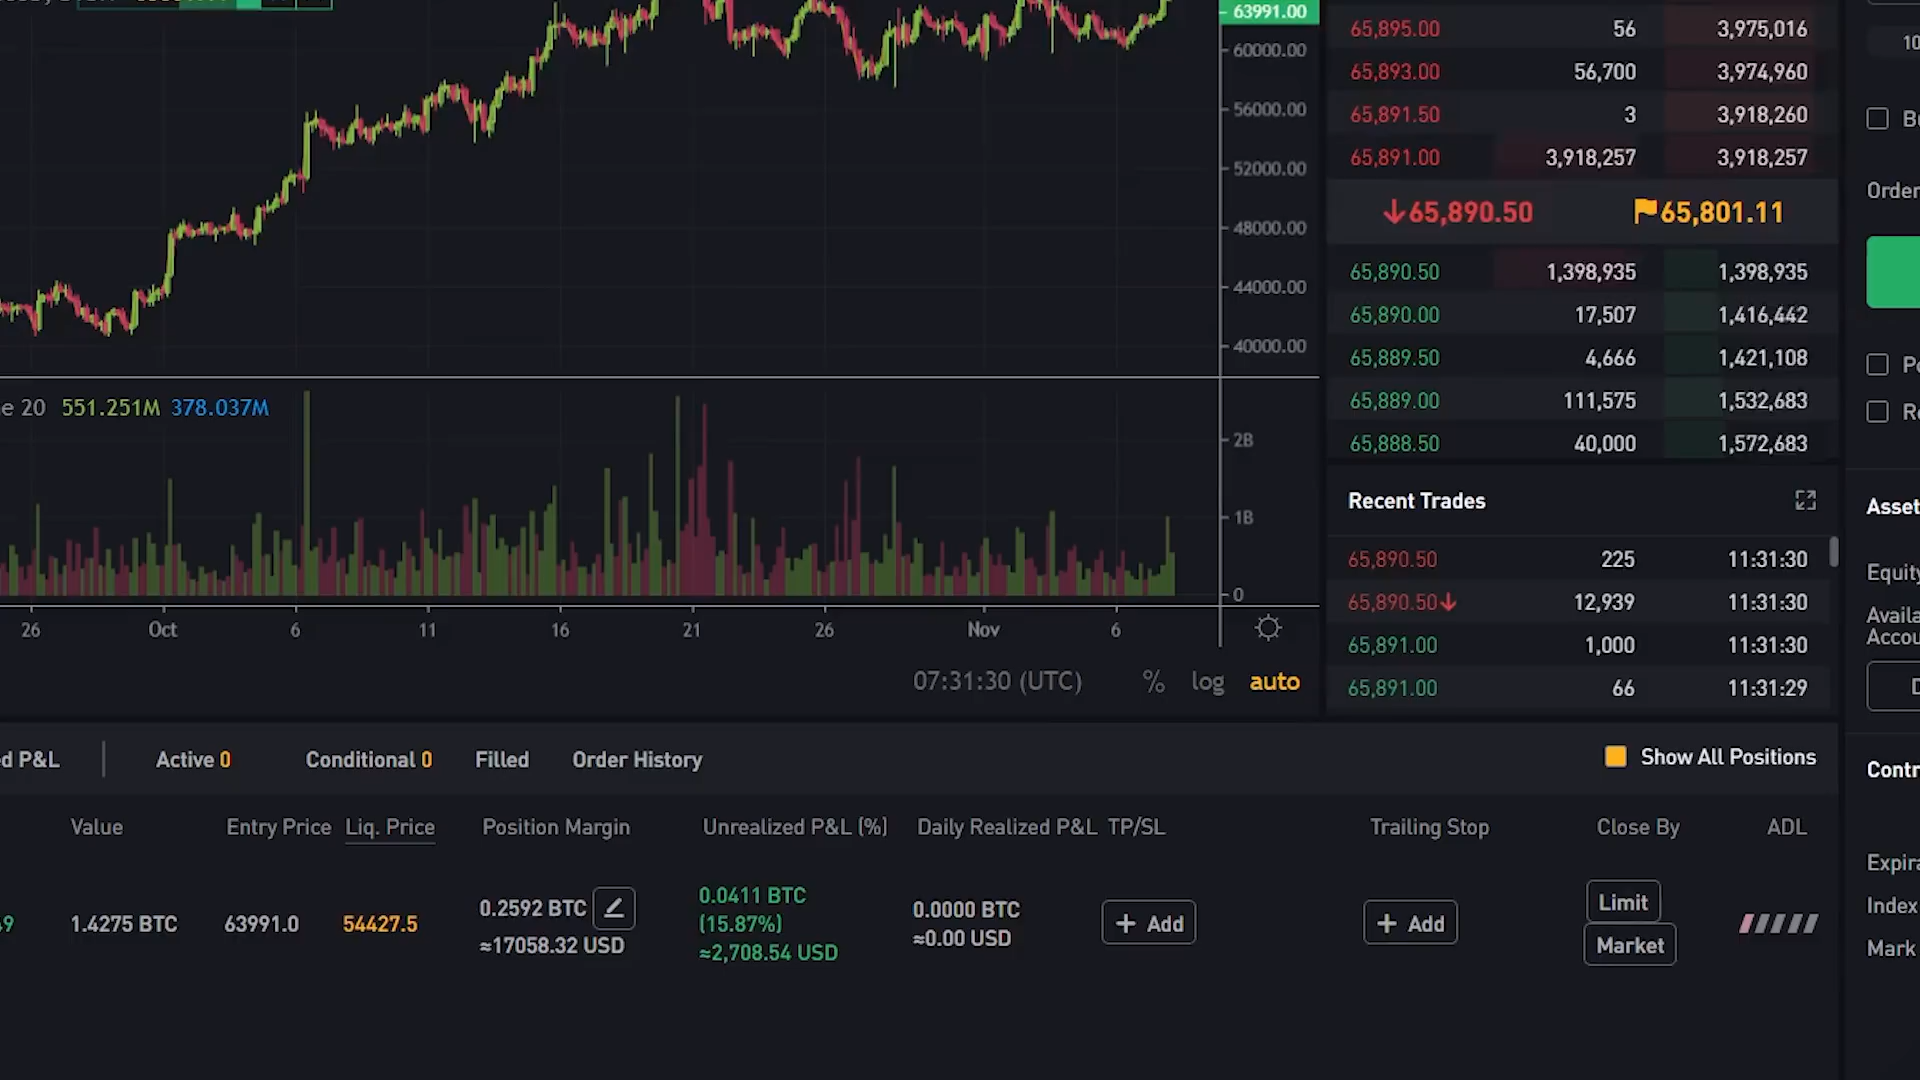 63991.00
60000.00
56000.00
52000.00
48000.00
44000.00
40000.00
e 20 551.251M 378.037M
2B
1B
0
26 Oct 6 11 16 21 26 Nov 6
07:31:30 (UTC) % log auto
65,895.00 56 3,975,016
65,893.00 56,700 3,974,960
65,891.50 3 3,918,260
65,891.00 3,918,257 3,918,257
65,890.50 65,801.11
65,890.50 1,398,935 1,398,935
65,890.00 17,507 1,416,442
65,889.50 4,666 1,421,108
65,889.00 111,575 1,532,683
65,888.50 40,000 1,572,683
Recent Trades
65,890.50 225 11:31:30
65,890.50 12,939 11:31:30
65,891.00 1,000 11:31:30
65,891.00 66 11:31:29
10
B
Order
P
R
Asset
Equity
Availa
Accou
D
Contr
Expira
Index
Mark
d P&L Active 0 Conditional 0 Filled Order History Show All Positions
Value Entry Price Liq. Price Position Margin Unrealized P&L (%) Daily Realized P&L TP/SL Trailing Stop Close By ADL
9 1.4275 BTC 63991.0 54427.5
0.2592 BTC
≈17058.32 USD
0.0411 BTC
(15.87%)
≈2,708.54 USD
0.0000 BTC
≈0.00 USD
+ Add
+ Add
Limit
Market